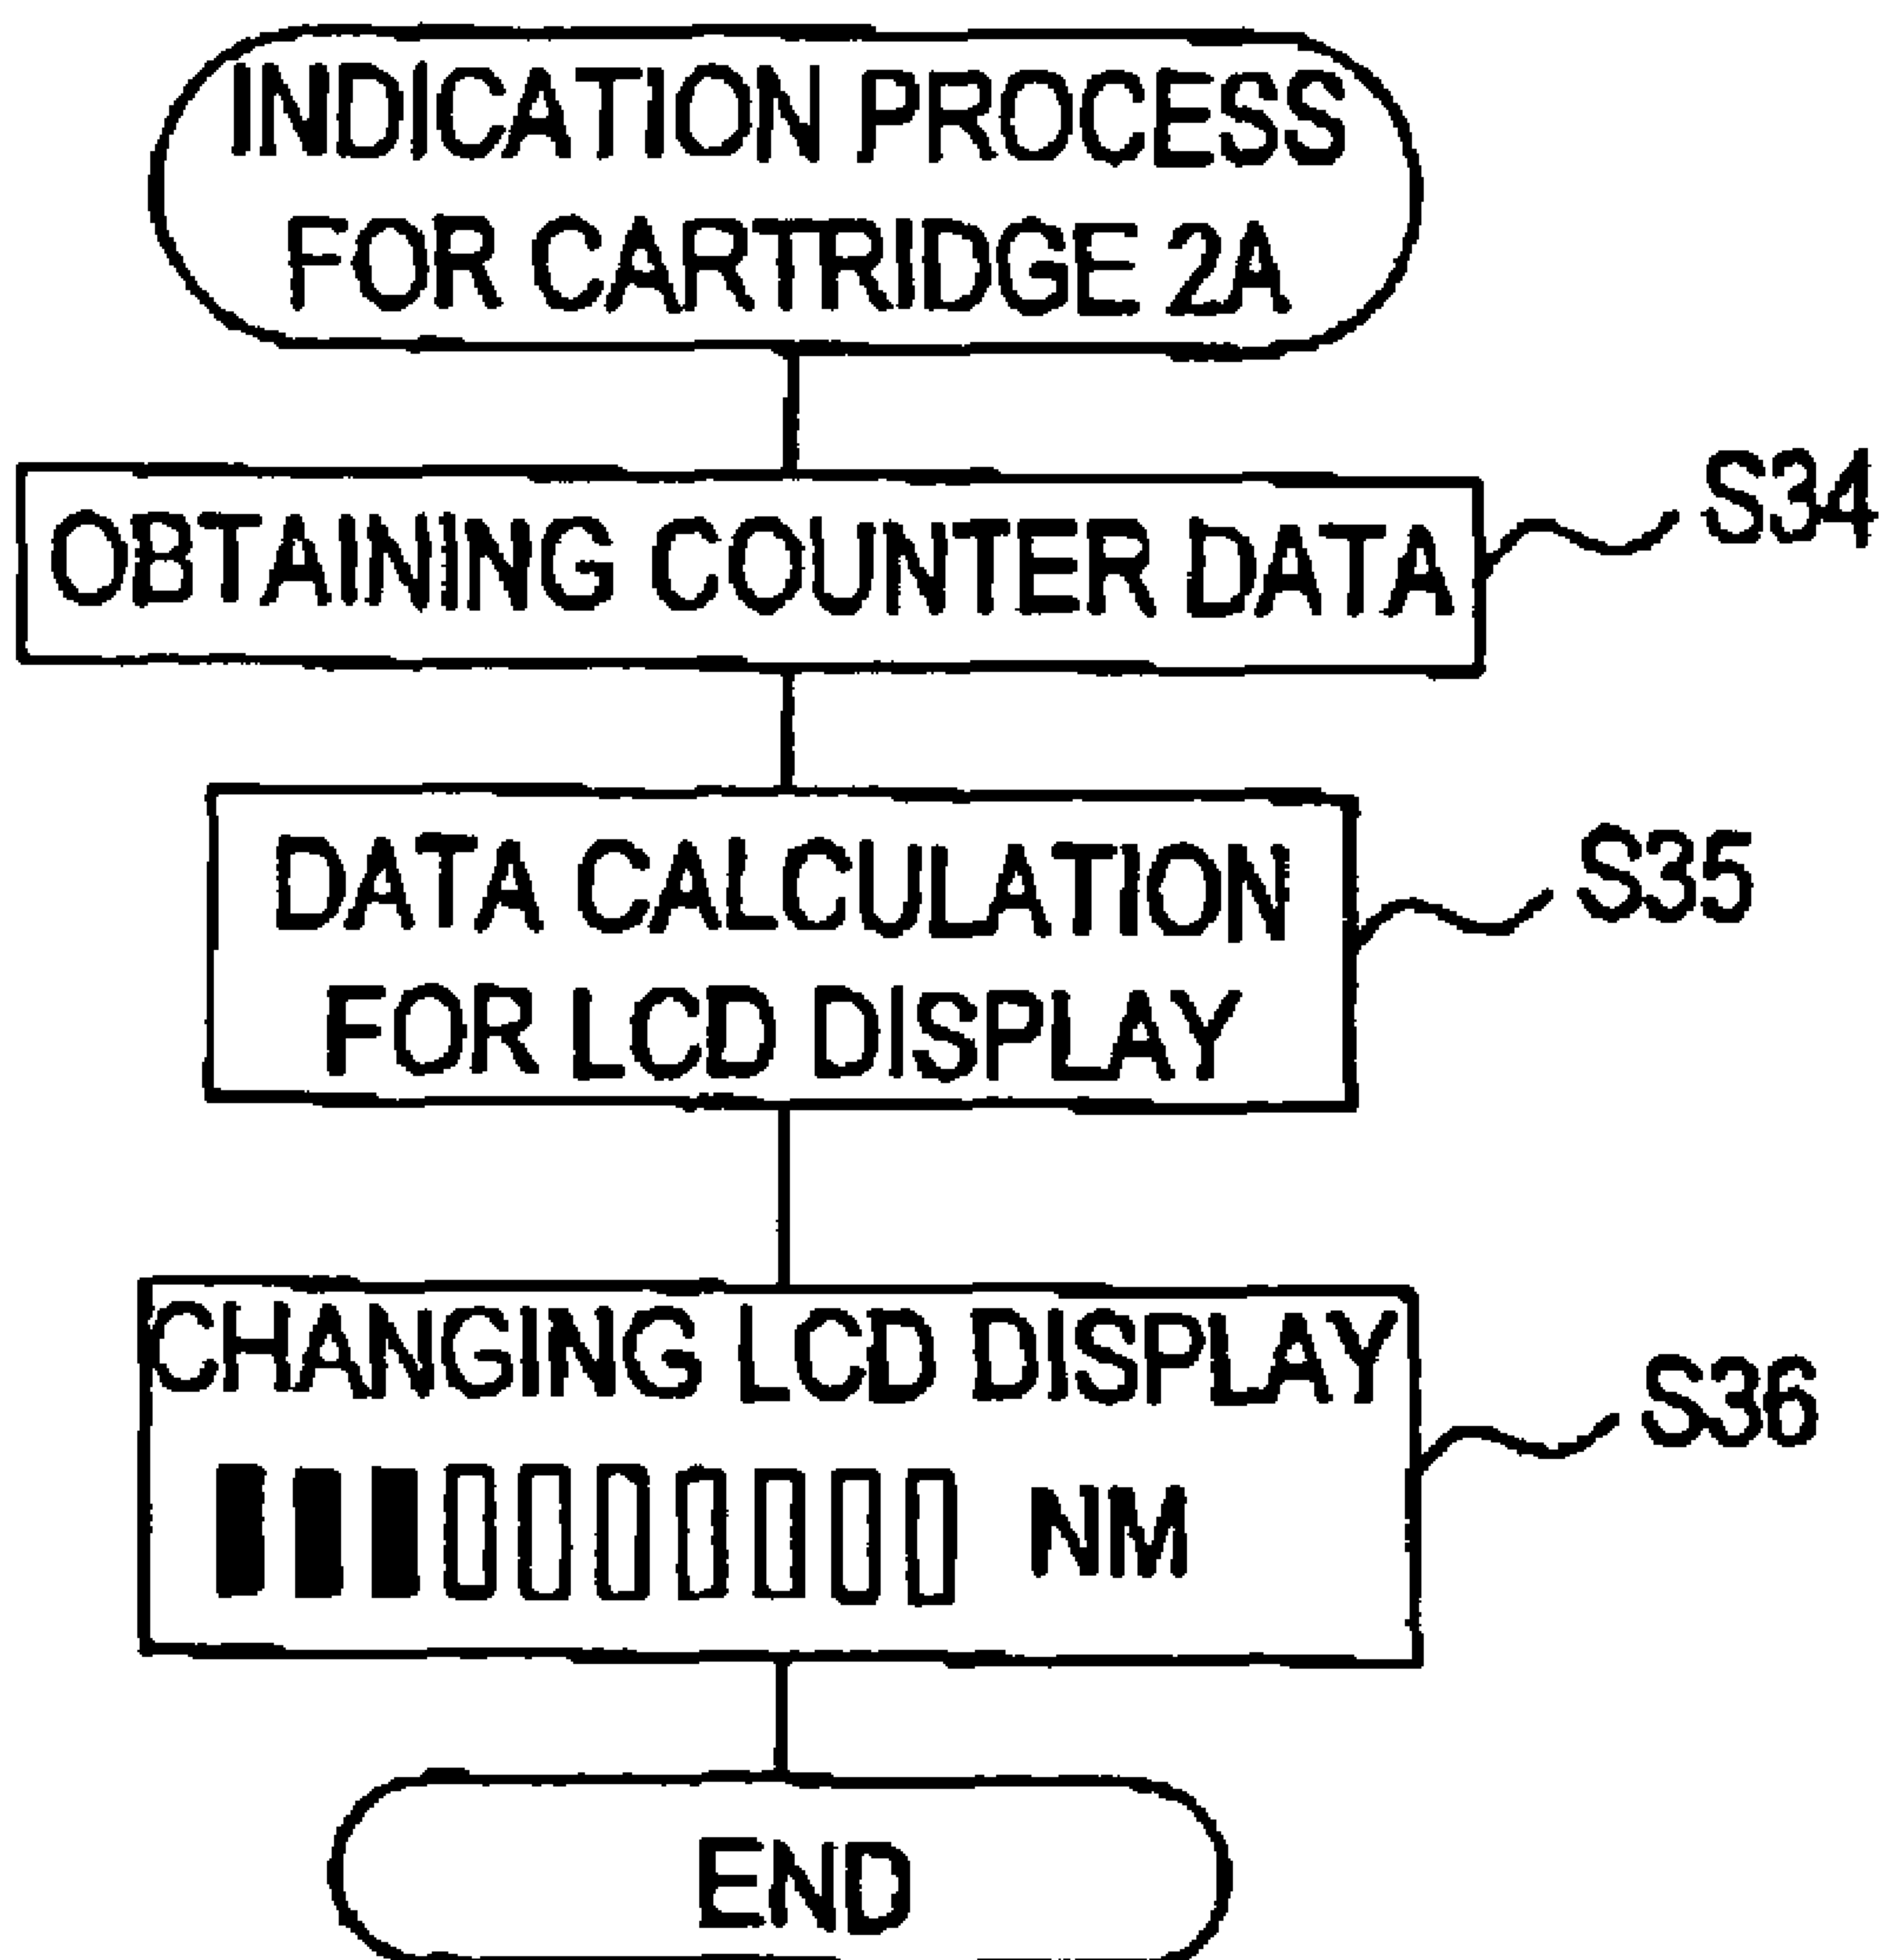 INDICATION PROCESS
FOR CARTRIDGE 2A
OBTAINING COUNTER DATA
S34
DATA CALCULATION
FOR LCD DISPLAY
S35
CHANGING LCD DISPLAY
NM
S36
END